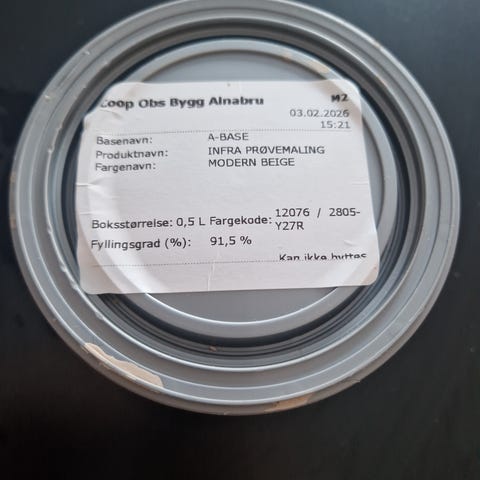 Coop Obs Bygg Alnabru M2
03.02.2026
15:21
Basenavn: A-BASE
Produktnavn: INFRA PRØVEMALING
Fargenavn: MODERN BEIGE
Boksstørrelse: 0,5 L Fargekode: 12076 / 2805-
Y27R
Fyllingsgrad (%): 91,5 %
Kan ikke byttes